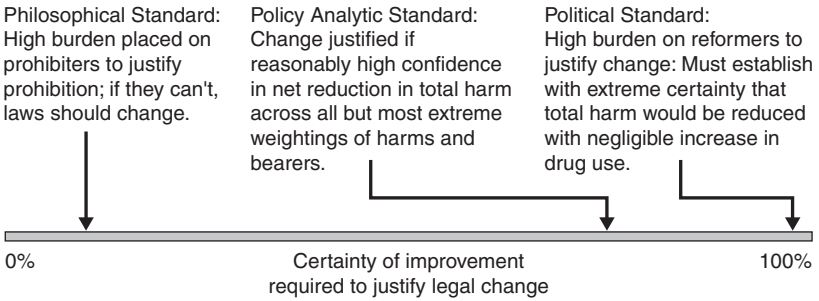 Philosophical Standard:
High burden placed on
prohibiters to justify
prohibition; if they can't,
laws should change.
Policy Analytic Standard:
Change justified if
reasonably high confidence
in net reduction in total harm
across all but most extreme
weightings of harms and
bearers.
Political Standard:
High burden on reformers to
justify change: Must establish
with extreme certainty that
total harm would be reduced
with negligible increase in
drug use.
0%
Certainty of improvement
required to justify legal change
100%